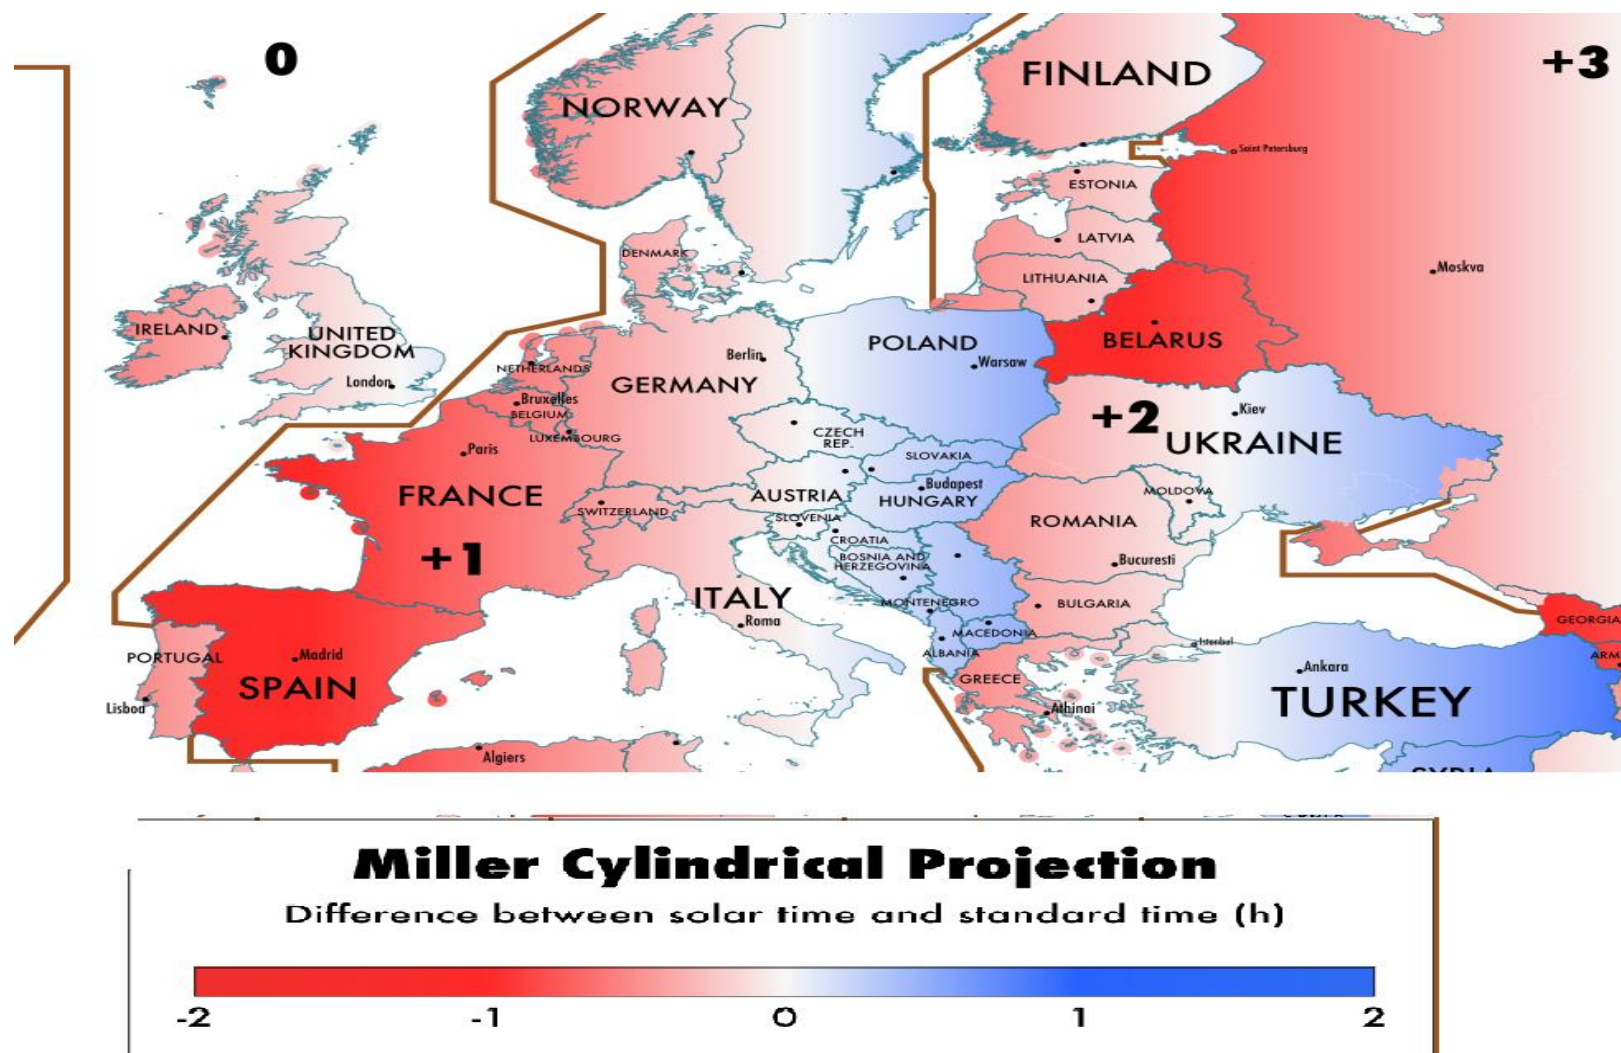 0
+3
FINLAND
NORWAY
Saint Petersburg
ESTONIA
LATVIA
DENMARK
Moskva
LITHUANIA
IRELAND
UNITED
KINGDOM
POLAND
BELARUS
Berlin
Warsaw
NETHERLANDS
GERMANY
London
Bruxelles
BELGIUM
+2
Kiev
LUXEMBOURG
CZECH
REP.
UKRAINE
Paris
SLOVAKIA
Budapest
FRANCE
AUSTRIA
HUNGARY
MOLDOVA
SWITZERLAND
SLOVENIA
ROMANIA
CROATIA
+1
BOSNIA AND
HERZEGOVINA
Bucuresti
ITALY
MONTENEGRO
BULGARIA
Roma
MACEDONIA
GEORGIA
Istanbul
PORTUGAL
Madrid
ALBANIA
ARM
Ankara
SPAIN
GREECE
TURKEY
Lisboa
Athinai
Algiers
SYRIA
Miller Cylindrical Projection
Difference between solar time and standard time (h)
-2 -1 0 1 2